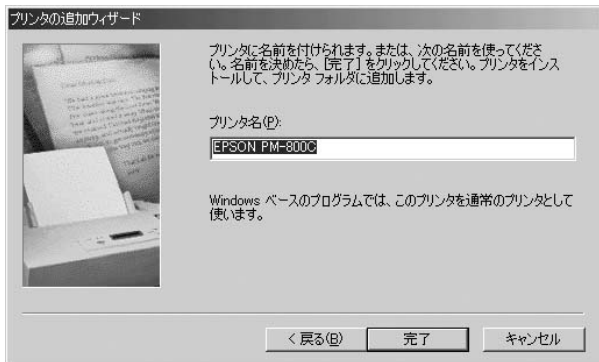 プリンタの追加ウィザード
プリンタに名前を付けられます。または、次の名前を使ってくださ
い。名前を決めたら、[完了] をクリックしてください。プリンタをインス
トールして、プリンタ フォルダに追加します。
プリンタ名(P):
EPSON PM-800C
Windows ベースのプログラムでは、このプリンタを通常のプリンタとして
使います。
< 戻る(B)
完了
キャンセル